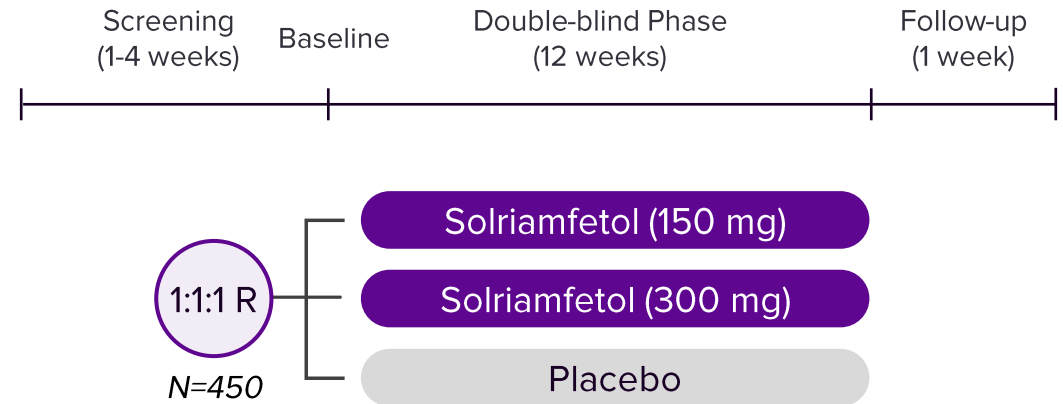 Screening
(1-4 weeks)
Baseline
Double-blind Phase
(12 weeks)
Follow-up
(1 week)
Solriamfetol (150 mg)
1:1:1 R
Solriamfetol (300 mg)
N=450
Placebo